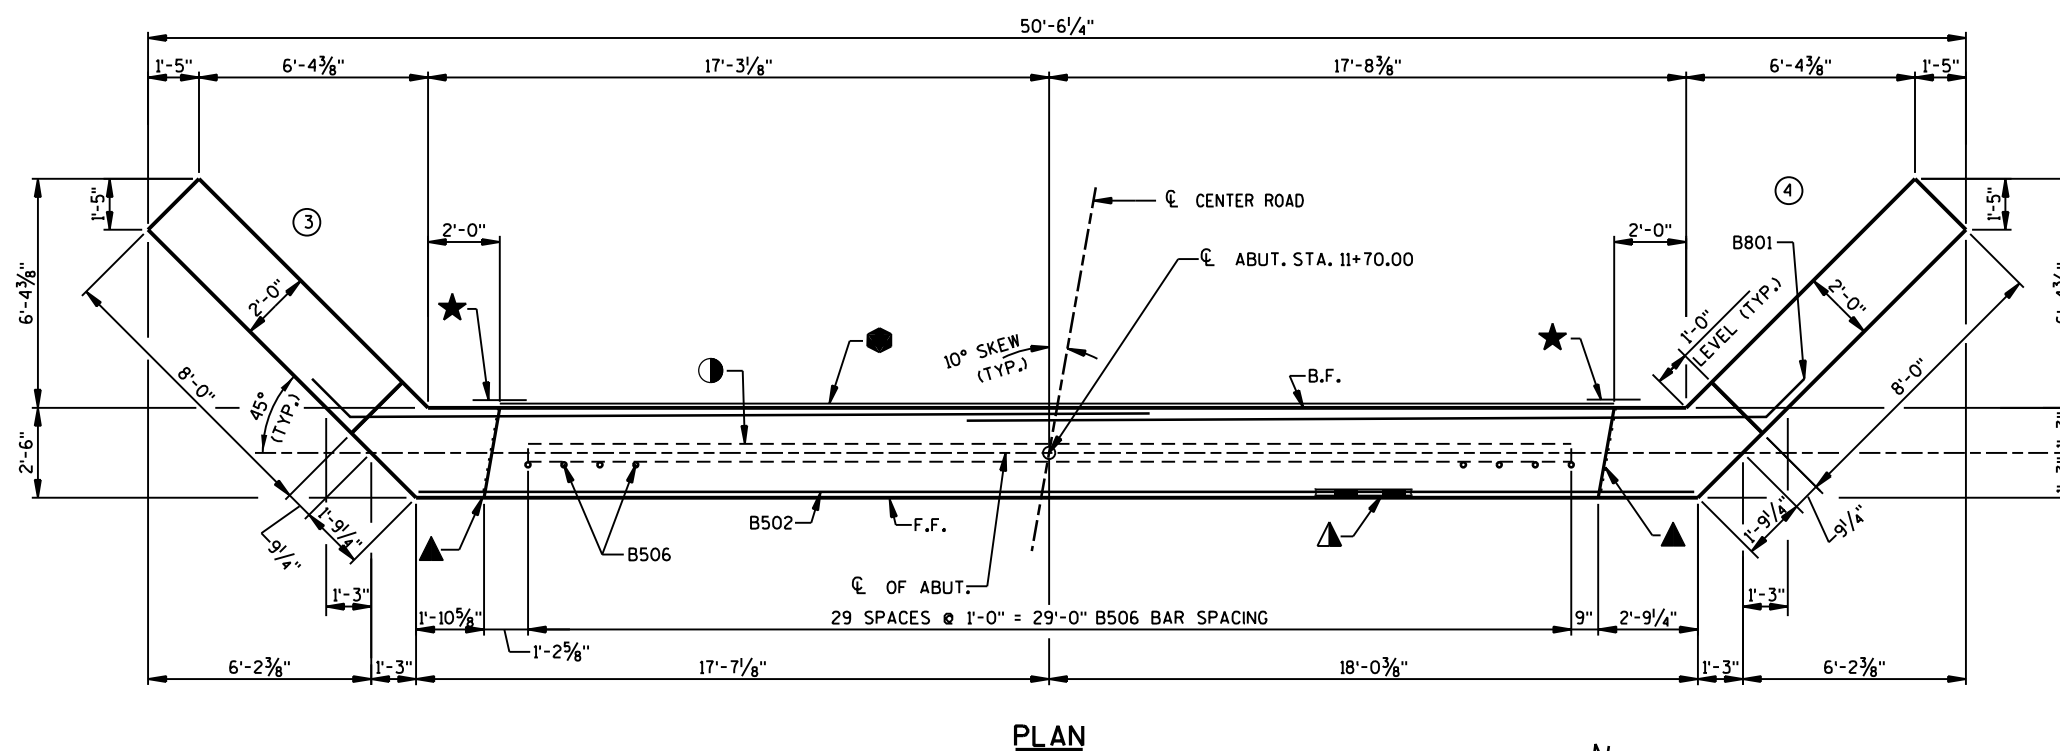 50'-6¼"
1'-5"
6'-4⅜"
17'-3⅛"
17'-8⅜"
6'-4⅜"
1'-5"
1'-5"
3
4
1'-5"
℄ CENTER ROAD
B801
2'-0"
2'-0"
℄ ABUT. STA. 11+70.00
6'-4⅜"
2'-0"
2'-0"
1'-0"
LEVEL (TYP.)
10° SKEW
(TYP.)
8'-0"
45°
(TYP.)
B.F.
8'-0"
2'-6"
1'-9¼"
9¼"
B502
F.F.
B506
1'-9¼"
9¼"
℄ OF ABUT.
1'-3"
1'-3"
1'-10⅝"
29 SPACES @ 1'-0" = 29'-0" B506 BAR SPACING
9"
2'-9¼"
1'-2⅝"
6'-2⅜"
1'-3"
17'-7⅛"
18'-0⅜"
1'-3"
6'-2⅜"
PLAN